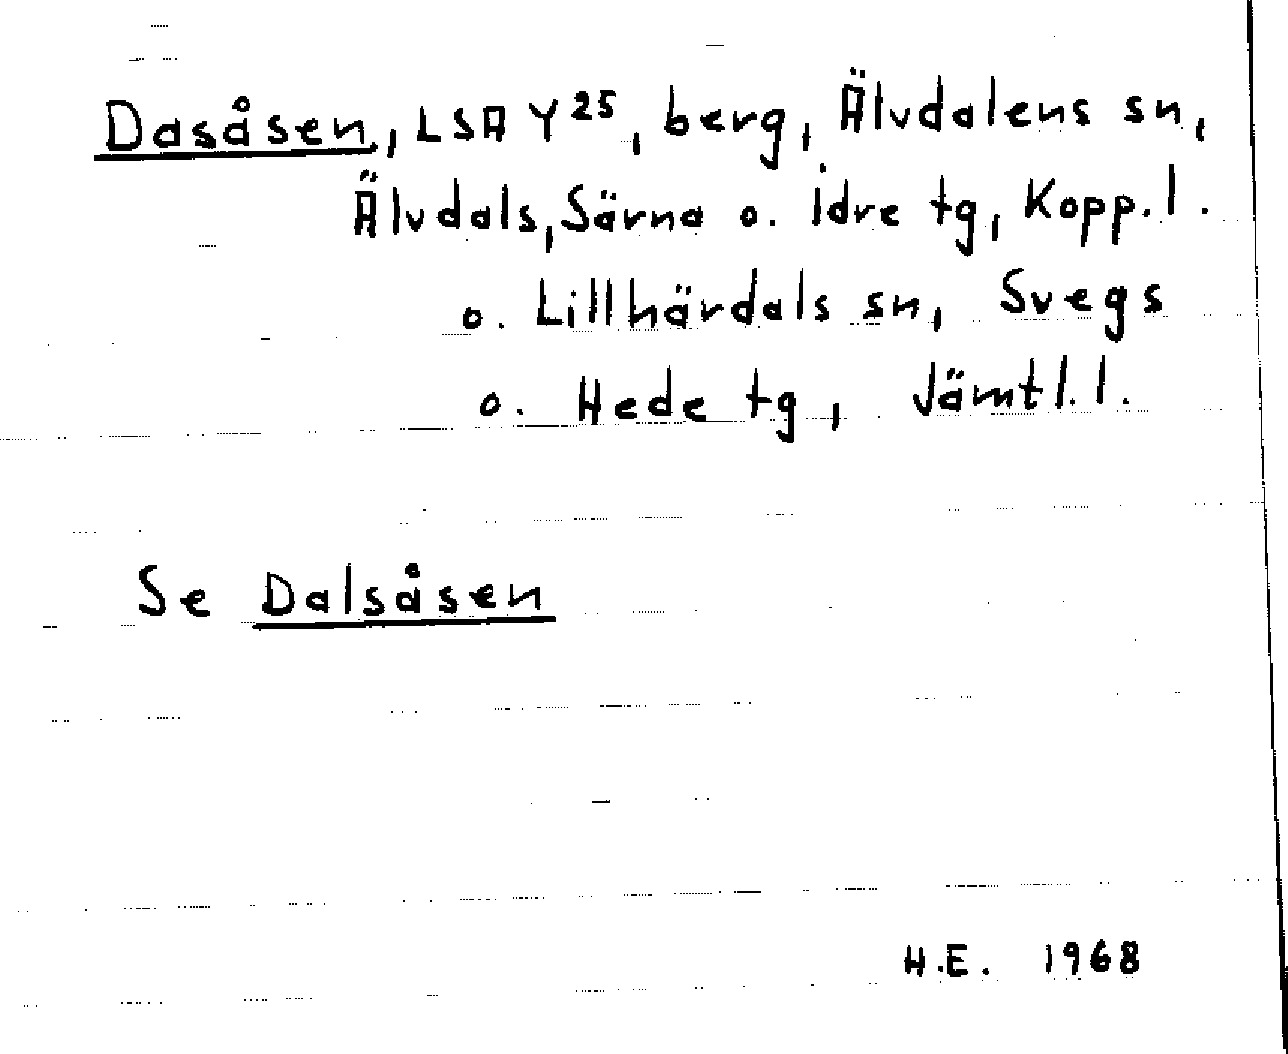 Dasåsen, LSA Y25, berg, Älvdalens sn,
Älvdals, Särna o. Idre tg, Kopp.l.
o. Lillhärdals sn, Svegs
o. Hede tg, Jämtl.l.
Se Dalsåsen
H.E. 1968